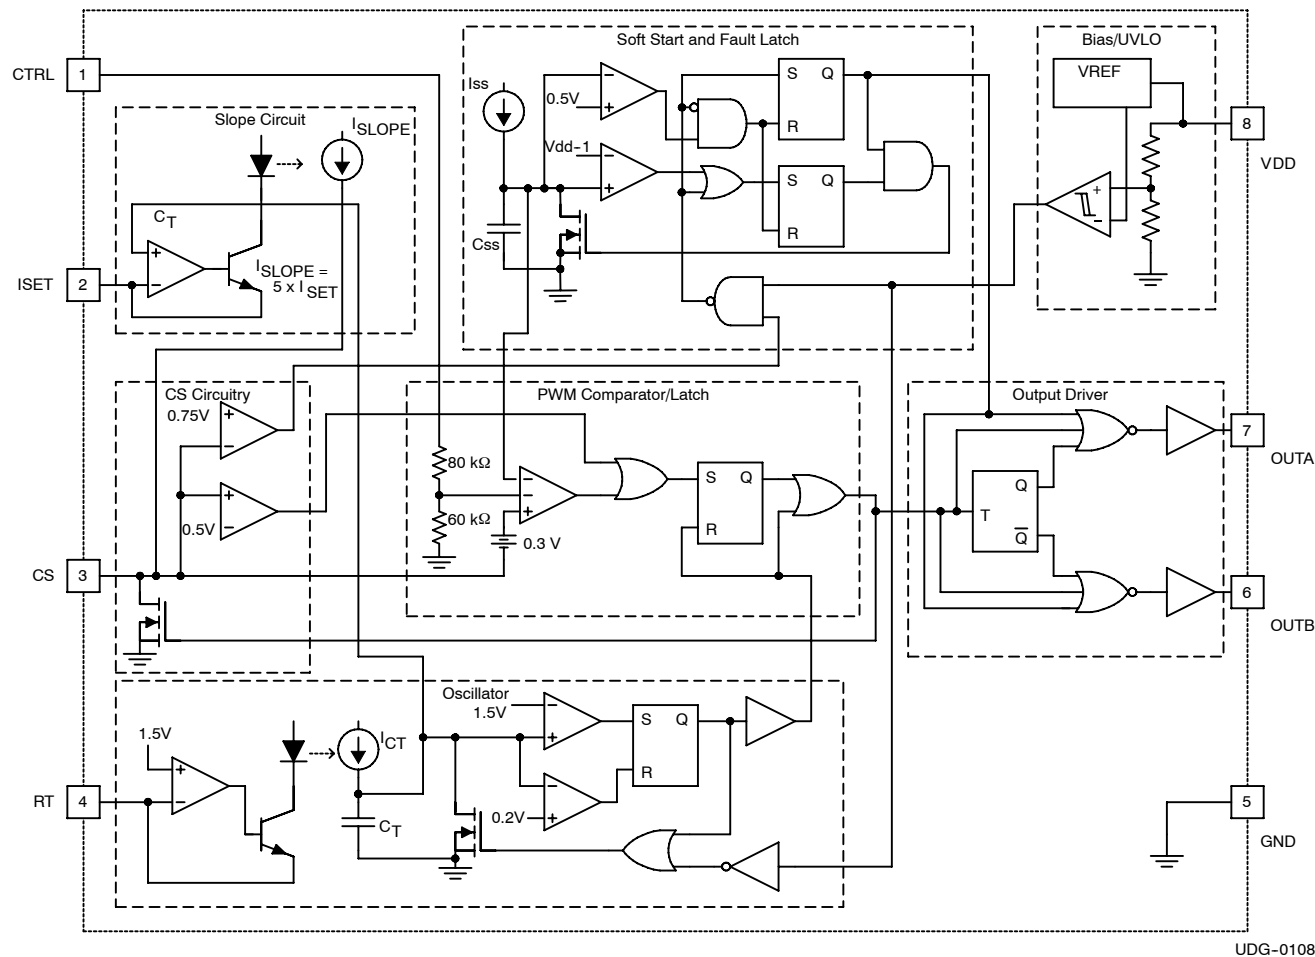 Soft Start and Fault Latch
Bias/UVLO
CTRL
1
Slope Circuit
ISLOPE
CT
+
−
ISLOPE =
5 x ISET
ISET
2
Iss
0.5V
−
+
Vdd-1
−
+
Css
S Q
R
S Q
R
VREF
+
−
8
VDD
CS Circuitry
0.75V
+
−
0.5V
+
−
PWM Comparator/Latch
80 kΩ
60 kΩ
−
−
+
0.3 V
S Q
R
Output Driver
T
Q
Q̅
7
OUTA
6
OUTB
CS
3
Oscillator
1.5V
+
−
ICT
CT
1.5V
−
+
0.2V
−
+
S Q
R
RT
4
5
GND
UDG-0108